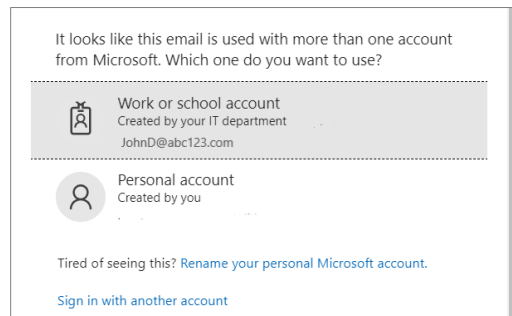 It looks like this email is used with more than one account
from Microsoft. Which one do you want to use?
Work or school account
Created by your IT department
JohnD@abc123.com
Personal account
Created by you
Tired of seeing this? Rename your personal Microsoft account.
Sign in with another account